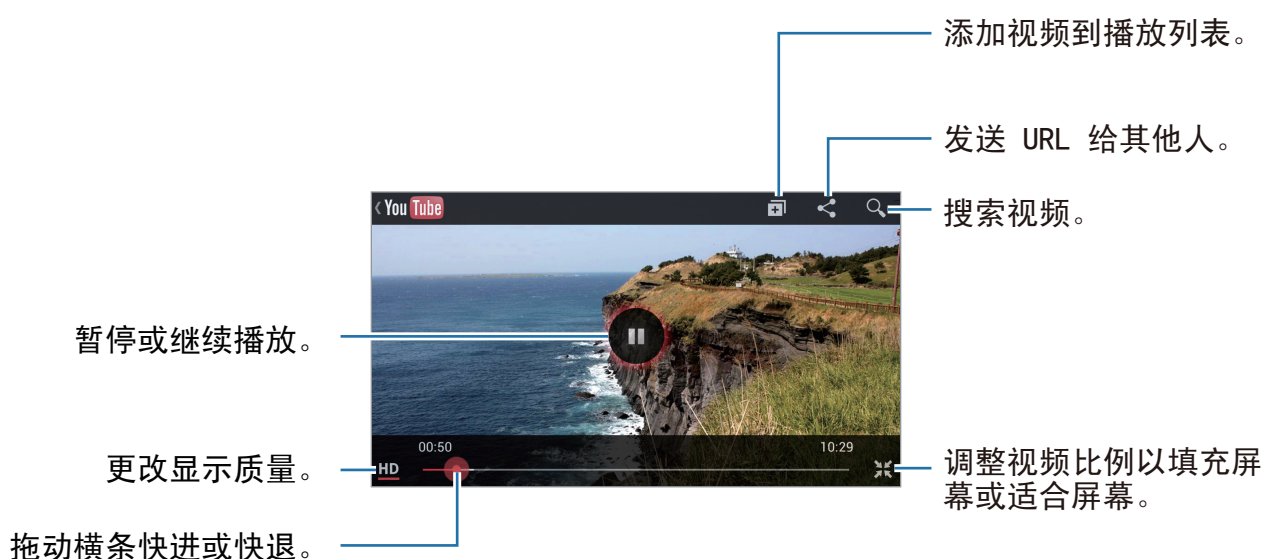 添加视频到播放列表。
发送 URL 给其他人。
You Tube
搜索视频。
暂停或继续播放。
00:50
10:29
更改显示质量。
HD
调整视频比例以填充屏
幕或适合屏幕。
拖动横条快进或快退。